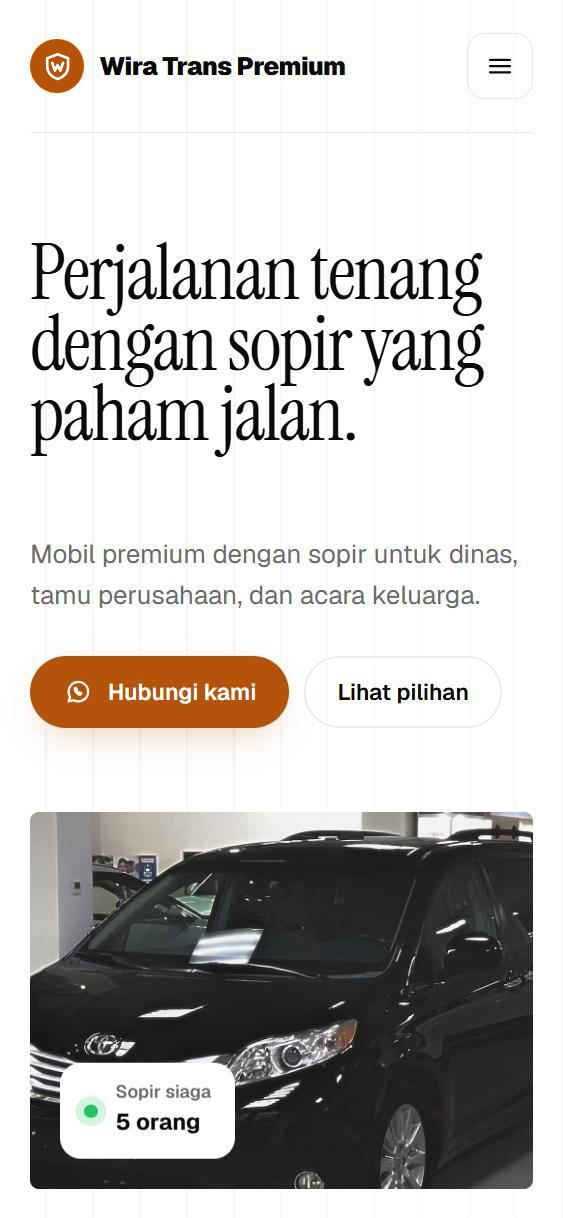 Wira Trans Premium
Perjalanan tenang
dengan sopir yang
paham jalan.
Mobil premium dengan sopir untuk dinas,
tamu perusahaan, dan acara keluarga.
Hubungi kami
Lihat pilihan
Sopir siaga
5 orang